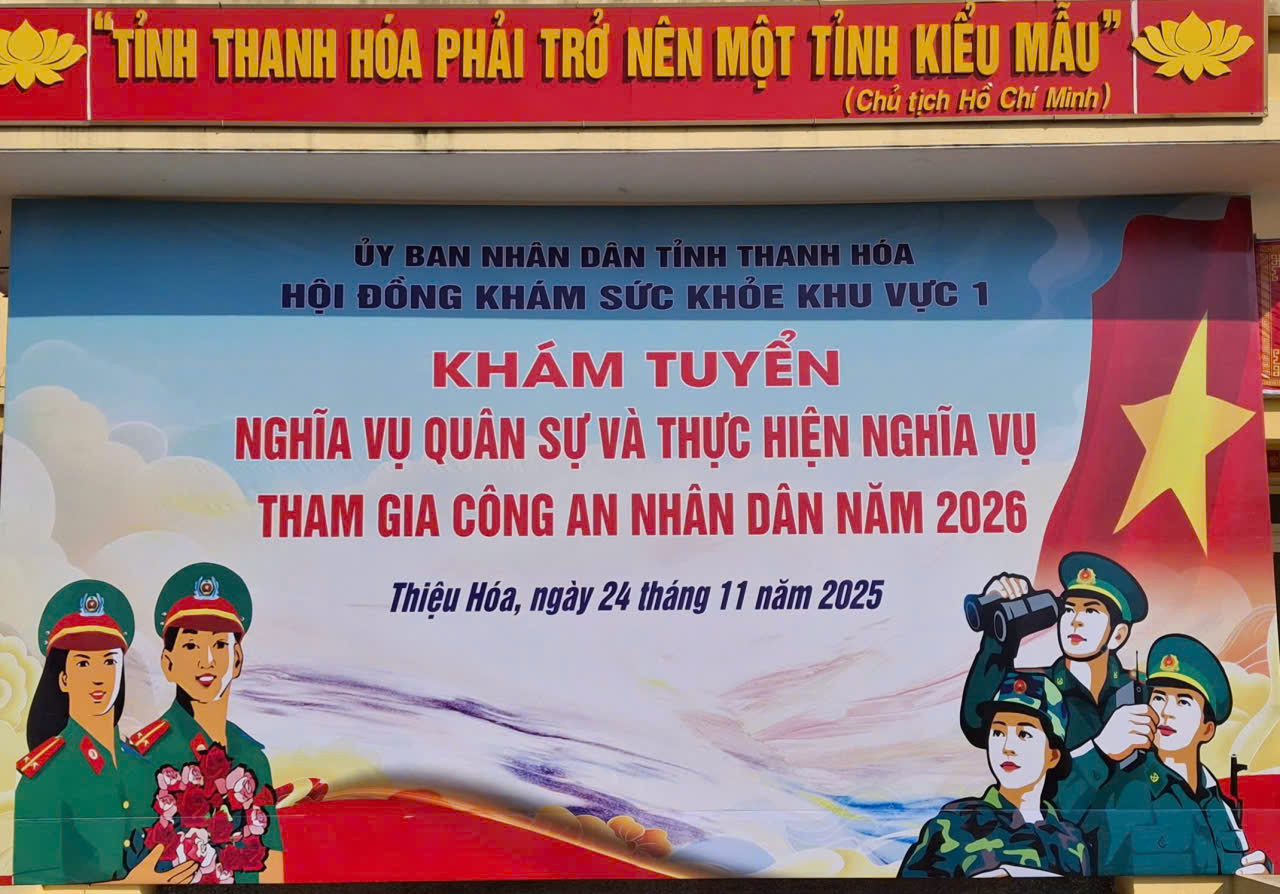 "TỈNH THANH HÓA PHẢI TRỞ NÊN MỘT TỈNH KIỂU MẪU"
(Chủ tịch Hồ Chí Minh)
ỦY BAN NHÂN DÂN TỈNH THANH HÓA
HỘI ĐỒNG KHÁM SỨC KHỎE KHU VỰC 1
KHÁM TUYỂN
NGHĨA VỤ QUÂN SỰ VÀ THỰC HIỆN NGHĨA VỤ
THAM GIA CÔNG AN NHÂN DÂN NĂM 2026
Thiệu Hóa, ngày 24 tháng 11 năm 2025